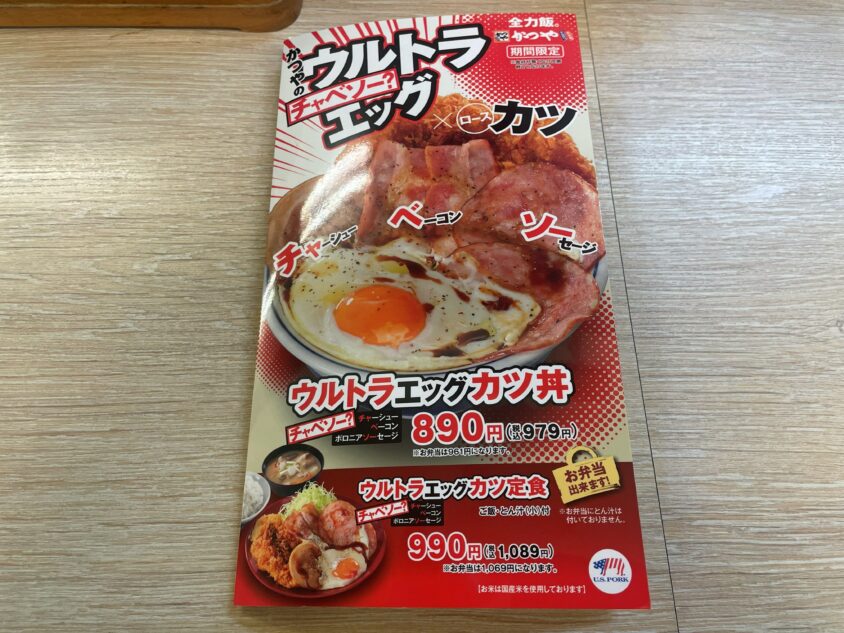 全力飯。
かつや
期間限定
かつやの
ウルトラ
チャベソー?
エッグ
×ロースカツ
チャーシュー
ベーコン
ソーセージ
ウルトラエッグカツ丼
チャベソー?
チャーシュー
ベーコン
ボロニアソーセージ
890円(税込979円)
※お弁当は961円になります。
お弁当
出来ます!
ウルトラエッグカツ定食
チャベソー?
チャーシュー
ベーコン
ボロニアソーセージ
ご飯・とん汁(小)付
※お弁当にとん汁は
付いておりません。
990円(税込1,089円)
※お弁当は1,069円になります。
[お米は国産米を使用しております]
U.S. PORK